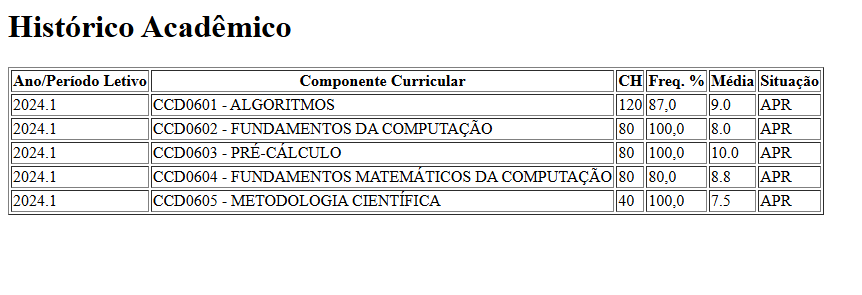 Histórico Acadêmico
Ano/Período Letivo Componente Curricular CH Freq. % Média Situação
2024.1 CCD0601 - ALGORITMOS 120 87,0 9.0 APR
2024.1 CCD0602 - FUNDAMENTOS DA COMPUTAÇÃO 80 100,0 8.0 APR
2024.1 CCD0603 - PRÉ-CÁLCULO 80 100,0 10.0 APR
2024.1 CCD0604 - FUNDAMENTOS MATEMÁTICOS DA COMPUTAÇÃO 80 80,0 8.8 APR
2024.1 CCD0605 - METODOLOGIA CIENTÍFICA 40 100,0 7.5 APR